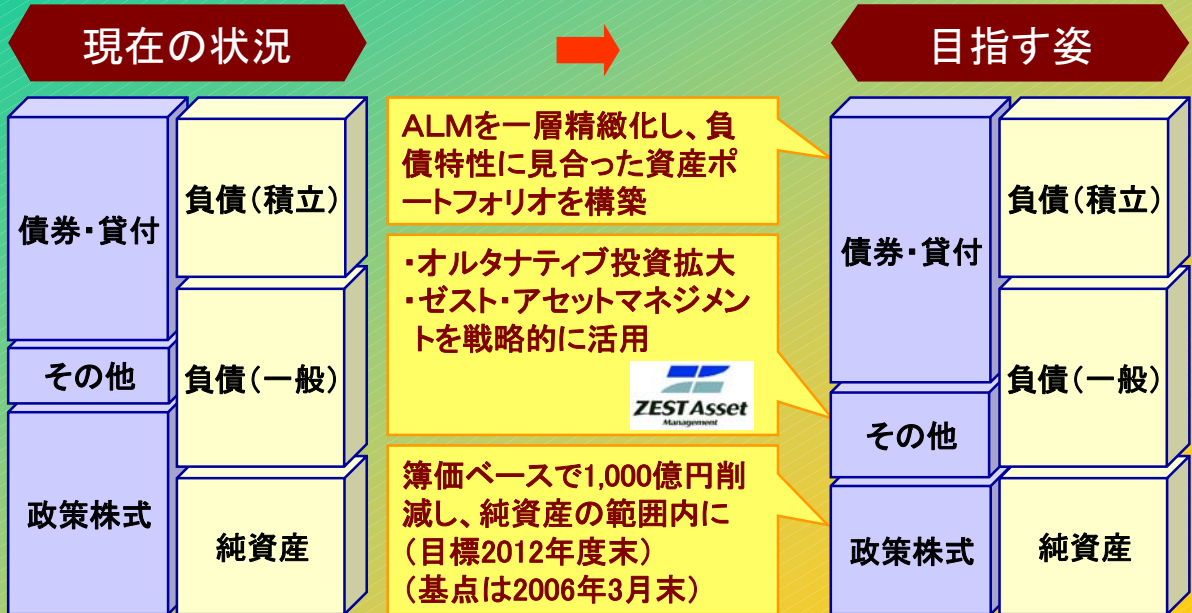 現在の状況
目指す姿
債券・貸付
その他
政策株式
負債(積立)
負債(一般)
純資産
ALMを一層精緻化し、負
債特性に見合った資産ポ
ートフォリオを構築
・オルタナティブ投資拡大
・ゼスト・アセットマネジメン
トを戦略的に活用
ZEST Asset
Management
簿価ベースで1,000億円削
減し、純資産の範囲内に
(目標2012年度末)
(基点は2006年3月末)
債券・貸付
その他
政策株式
負債(積立)
負債(一般)
純資産